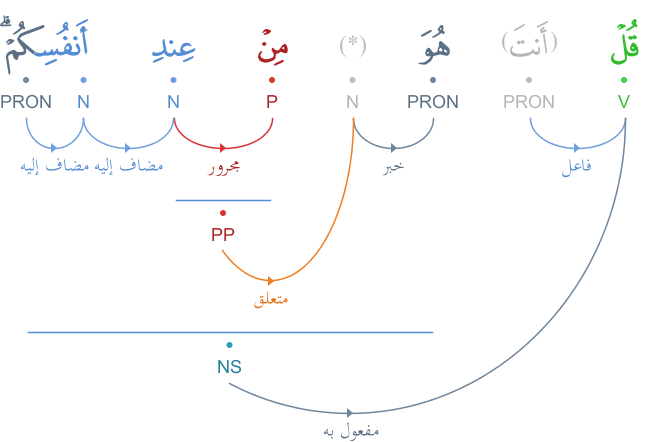 قُلْ (أَنتَ) هُوَ (*) مِنْ عِندِ أَنفُسِكُمْ ۗ
V PRON PRON N P N N PRON
فاعل خبر مجرور مضاف إليه مضاف إليه
PP
متعلق
NS
مفعول به